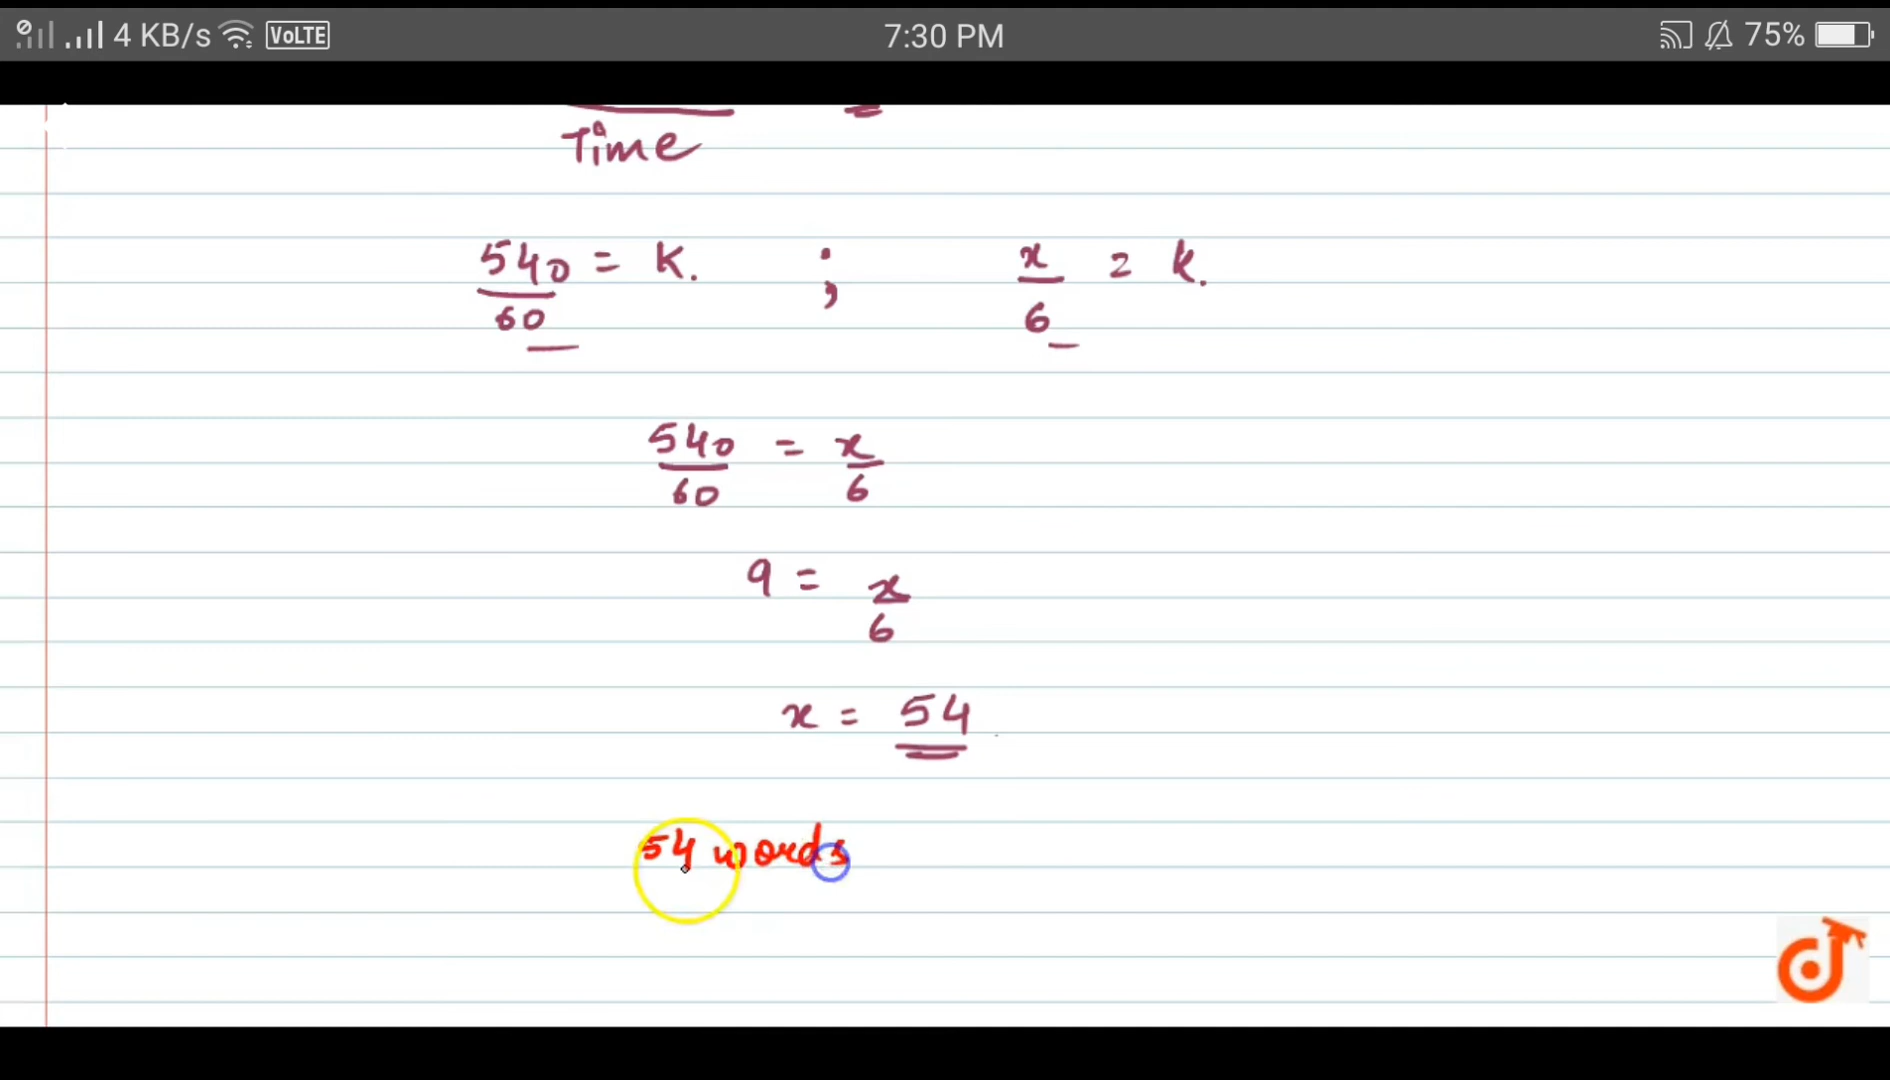 4 KB/s VoLTE 7:30 PM 75%
Time
540/60 = K. ; x/6 = k.
540/60 = x/6
9 = x/6
x = 54
54 words